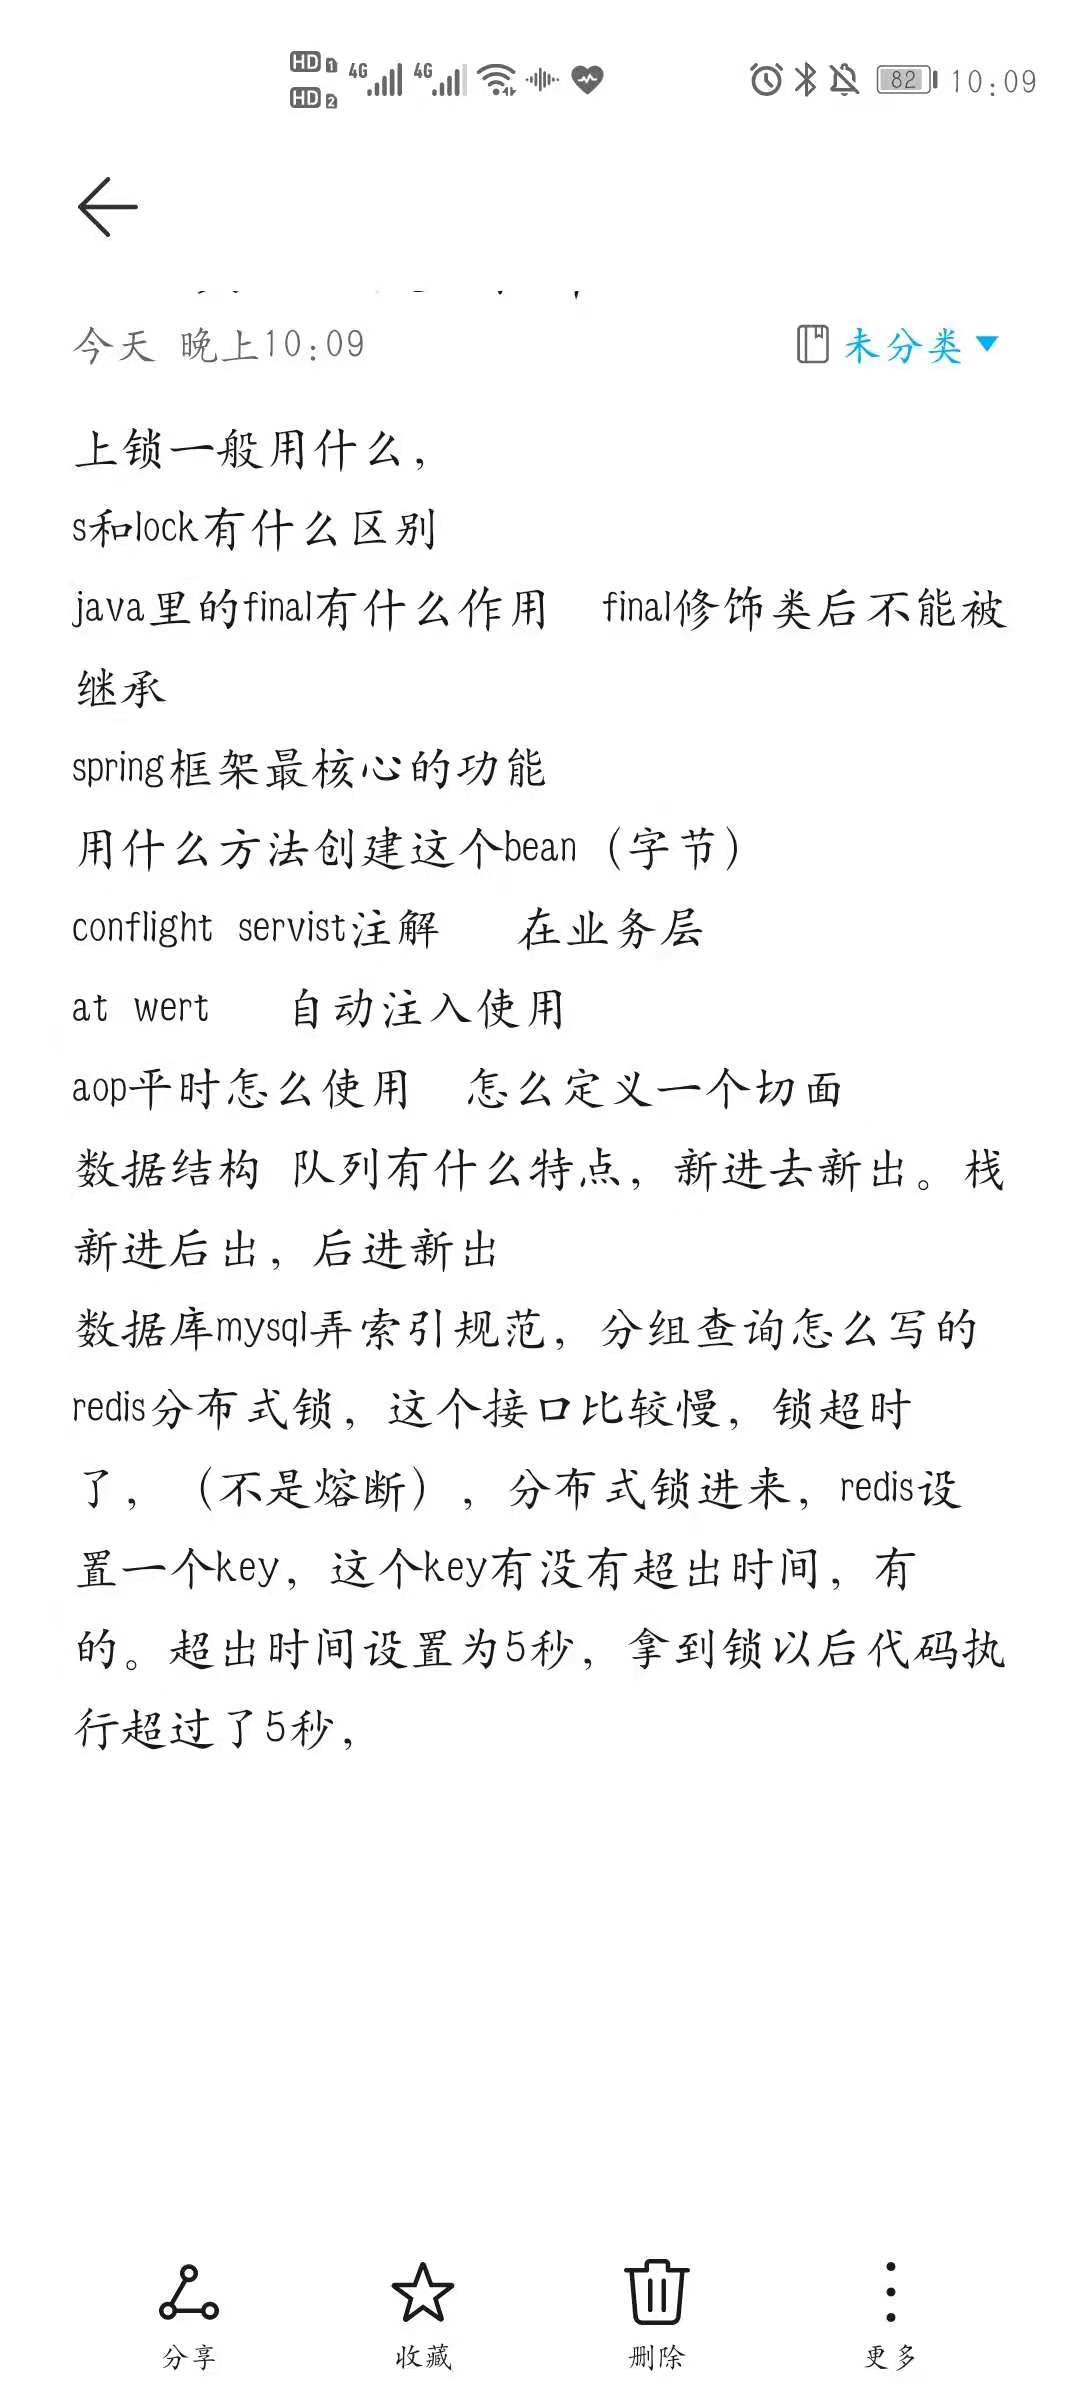 HD 1 4G 4G 82 10:09
HD 2
今天 晚上10:09 未分类
上锁一般用什么，
s和lock有什么区别
java里的final有什么作用 final修饰类后不能被
继承
spring框架最核心的功能
用什么方法创建这个bean（字节）
conflight servist注解 在业务层
at wert 自动注入使用
aop平时怎么使用 怎么定义一个切面
数据结构 队列有什么特点，新进去新出。栈
新进后出，后进新出
数据库mysql弄索引规范，分组查询怎么写的
redis分布式锁，这个接口比较慢，锁超时
了，（不是熔断），分布式锁进来，redis设
置一个key，这个key有没有超出时间，有
的。超出时间设置为5秒，拿到锁以后代码执
行超过了5秒，
分享 收藏 删除 更多